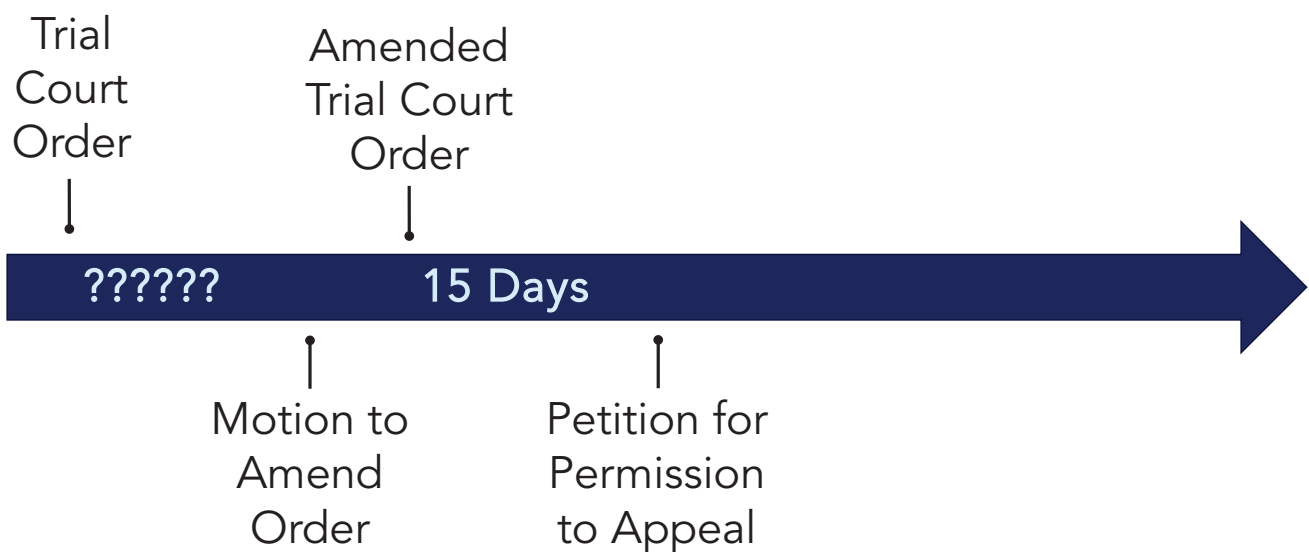 Trial
Court
Order
Amended
Trial Court
Order
??????
15 Days
Motion to
Amend
Order
Petition for
Permission
to Appeal